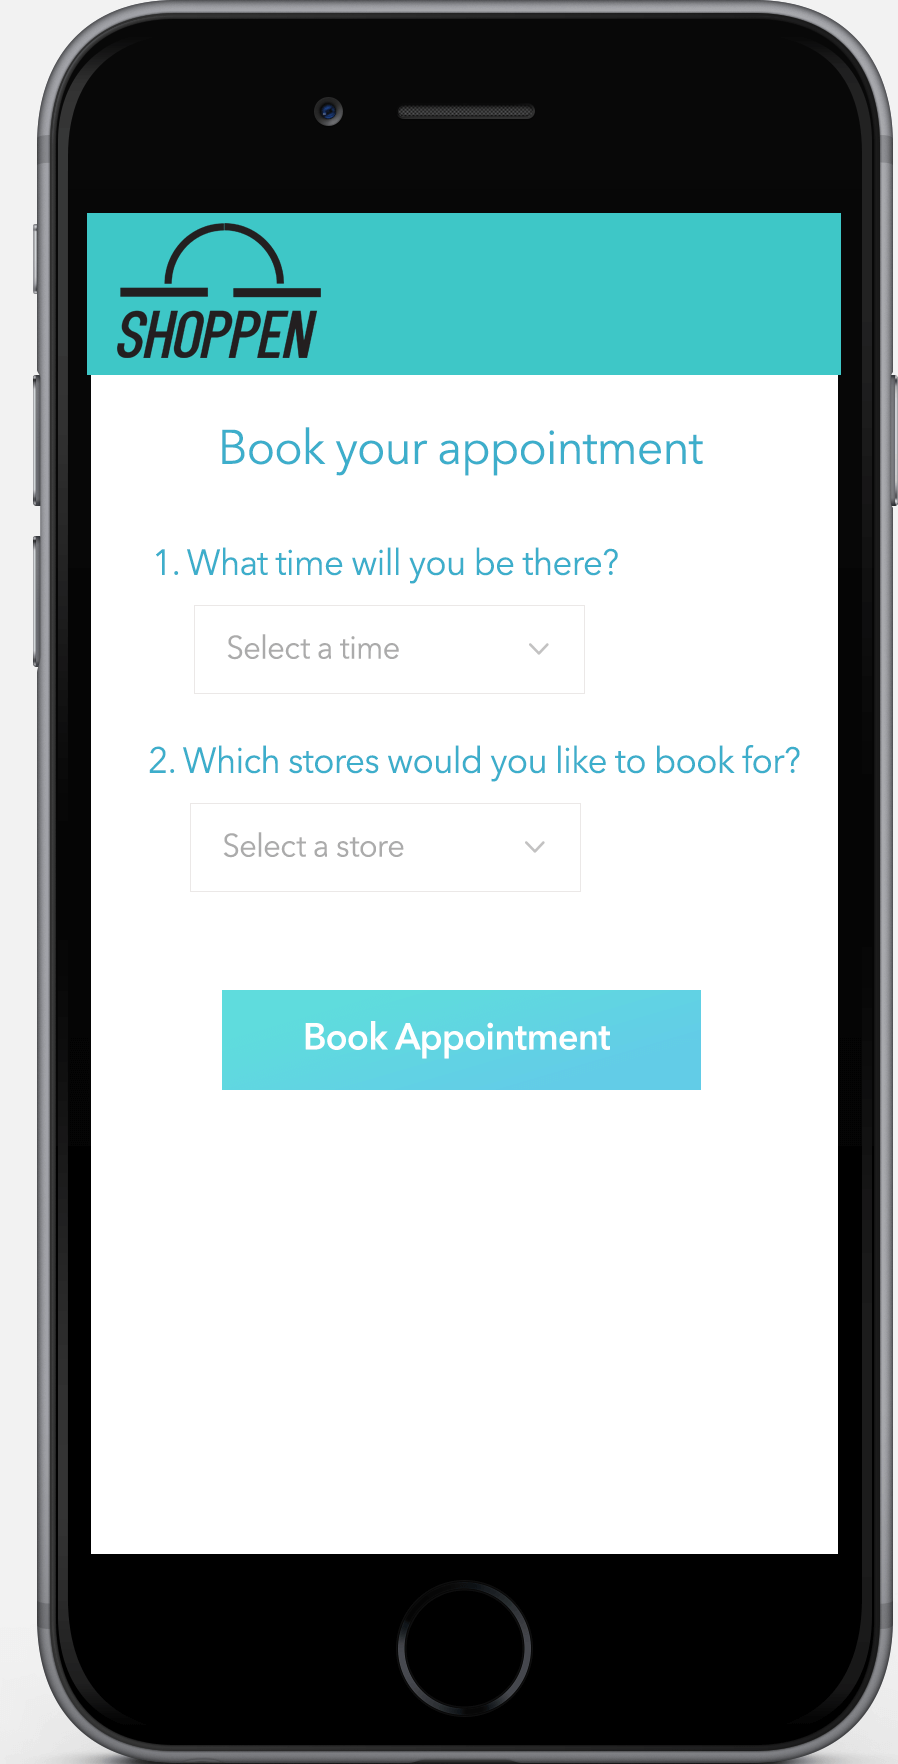 SHOPPEN
Book your appointment
1. What time will you be there?
Select a time
2. Which stores would you like to book for?
Select a store
Book Appointment